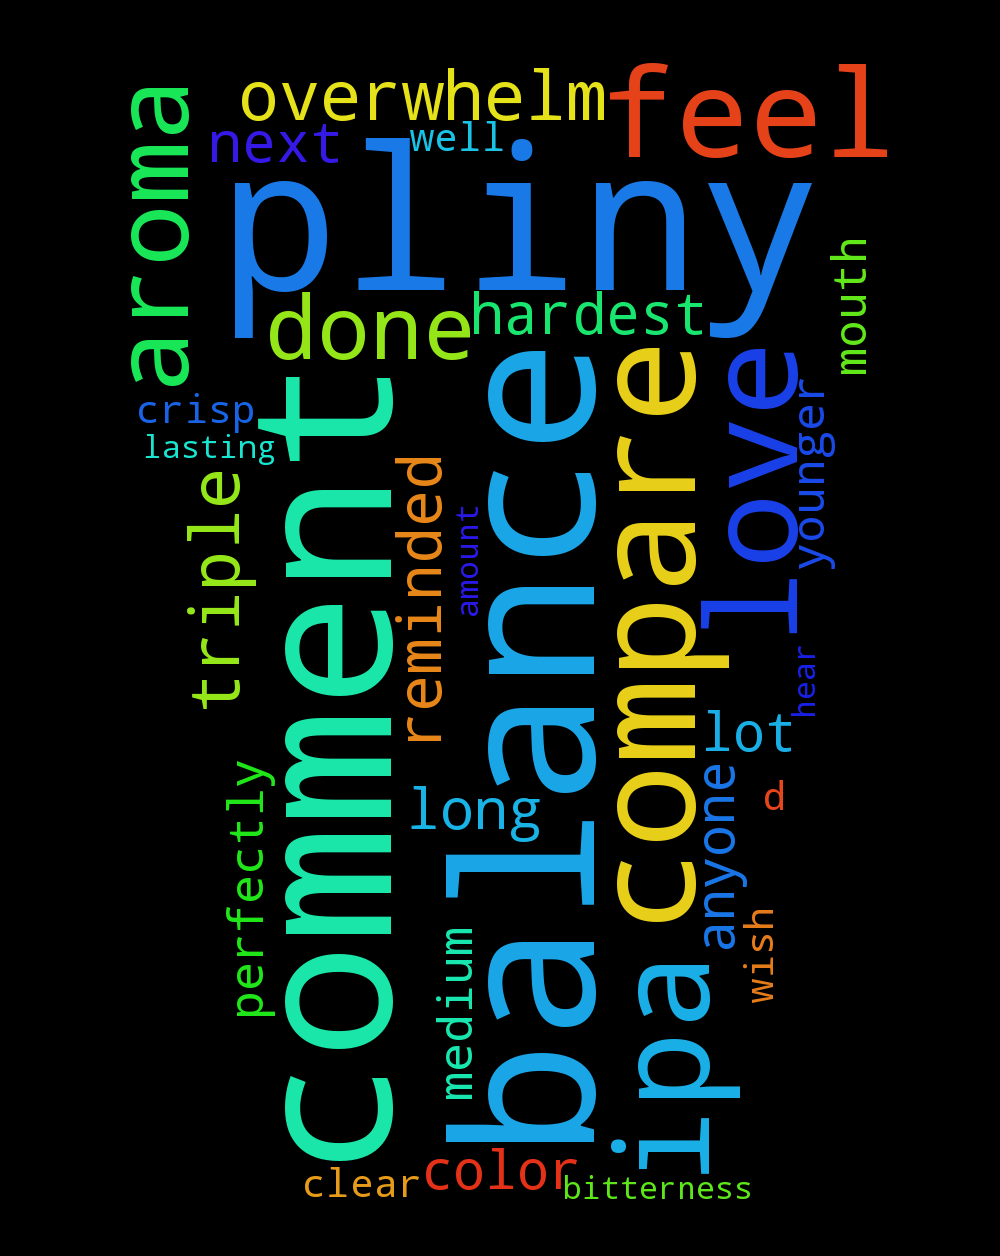 overwhelm
feel
next
well
aroma
pliny
mouth
done
hardest
crisp
lasting
comment
balance
compare
love
younger
triple
reminded
amount
hear
lot
long
anyone
d
perfectly
medium
wish
ipa
clear
color
bitterness